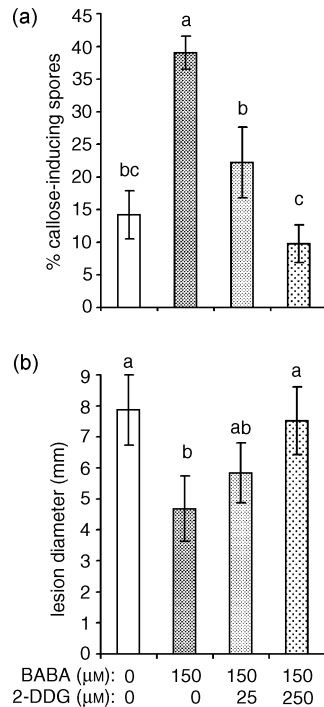 (a)
% callose-inducing spores
45
40
35
30
25
20
15
10
5
0
bc
a
b
c
(b)
lesion diameter (mm)
9
8
7
6
5
4
3
2
1
0
a
b
ab
a
BABA (µM): 0 150 150 150
2-DDG (µM): 0 0 25 250